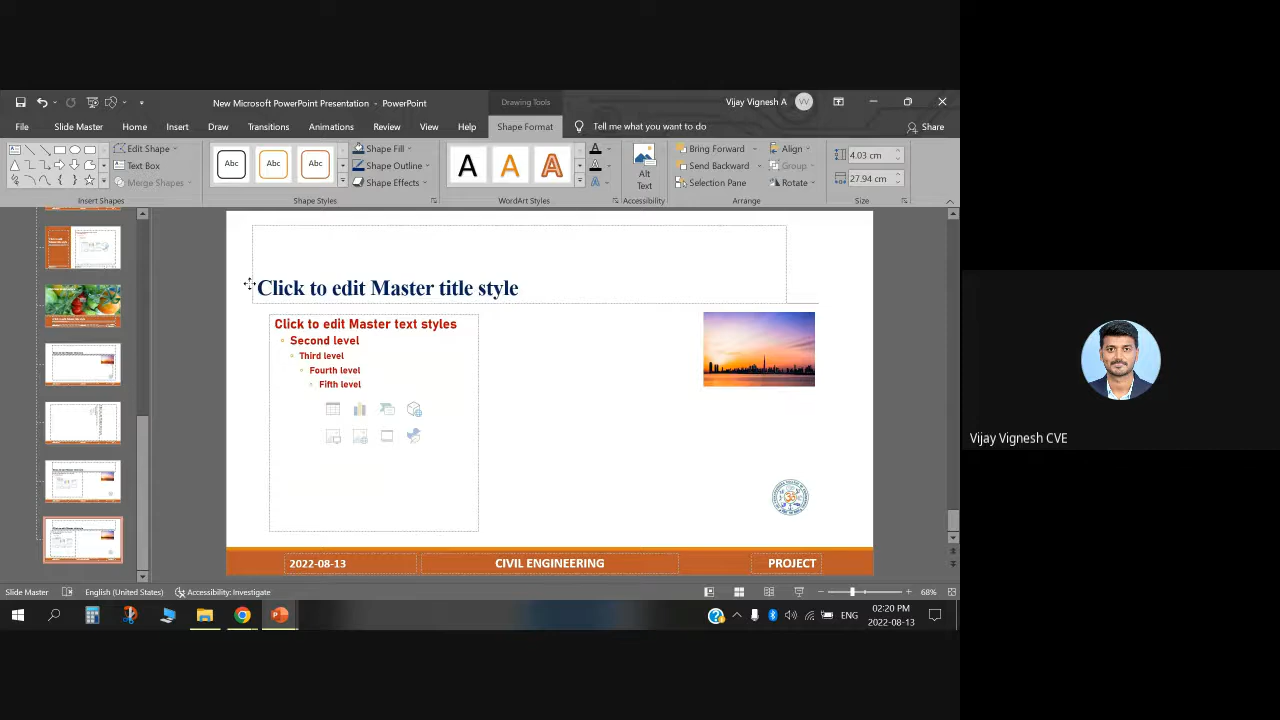 New Microsoft PowerPoint Presentation - PowerPoint
Drawing Tools
Vijay Vignesh A
VV
File
Slide Master
Home
Insert
Draw
Transitions
Animations
Review
View
Help
Shape Format
Tell me what you want to do
Share
Edit Shape
Text Box
Merge Shapes
Insert Shapes
Abc
Abc
Abc
Shape Fill
Shape Outline
Shape Effects
Shape Styles
A
A
A
WordArt Styles
Alt
Text
Accessibility
Bring Forward
Send Backward
Selection Pane
Align
Group
Rotate
Arrange
4.03 cm
27.94 cm
Size
Click to edit Master title style
Click to edit Master text styles
Second level
Third level
Fourth level
Fifth level
2022-08-13
CIVIL ENGINEERING
PROJECT
Slide Master
English (United States)
Accessibility: Investigate
68%
ENG
02:20 PM
2022-08-13
Vijay Vignesh CVE